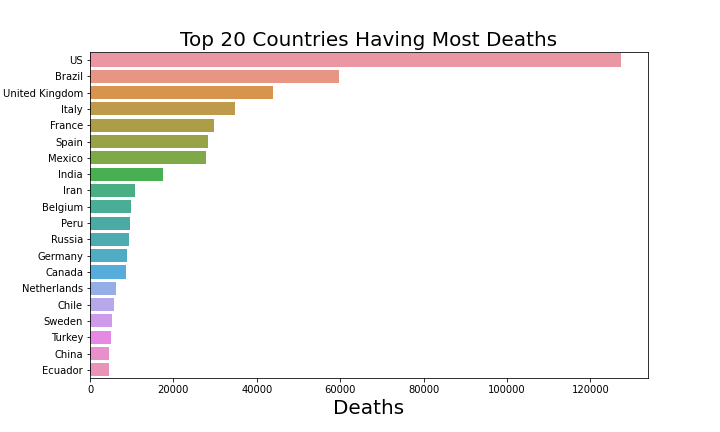 Top 20 Countries Having Most Deaths
US
Brazil
United Kingdom
Italy
France
Spain
Mexico
India
Iran
Belgium
Peru
Russia
Germany
Canada
Netherlands
Chile
Sweden
Turkey
China
Ecuador
0 20000 40000 60000 80000 100000 120000
Deaths